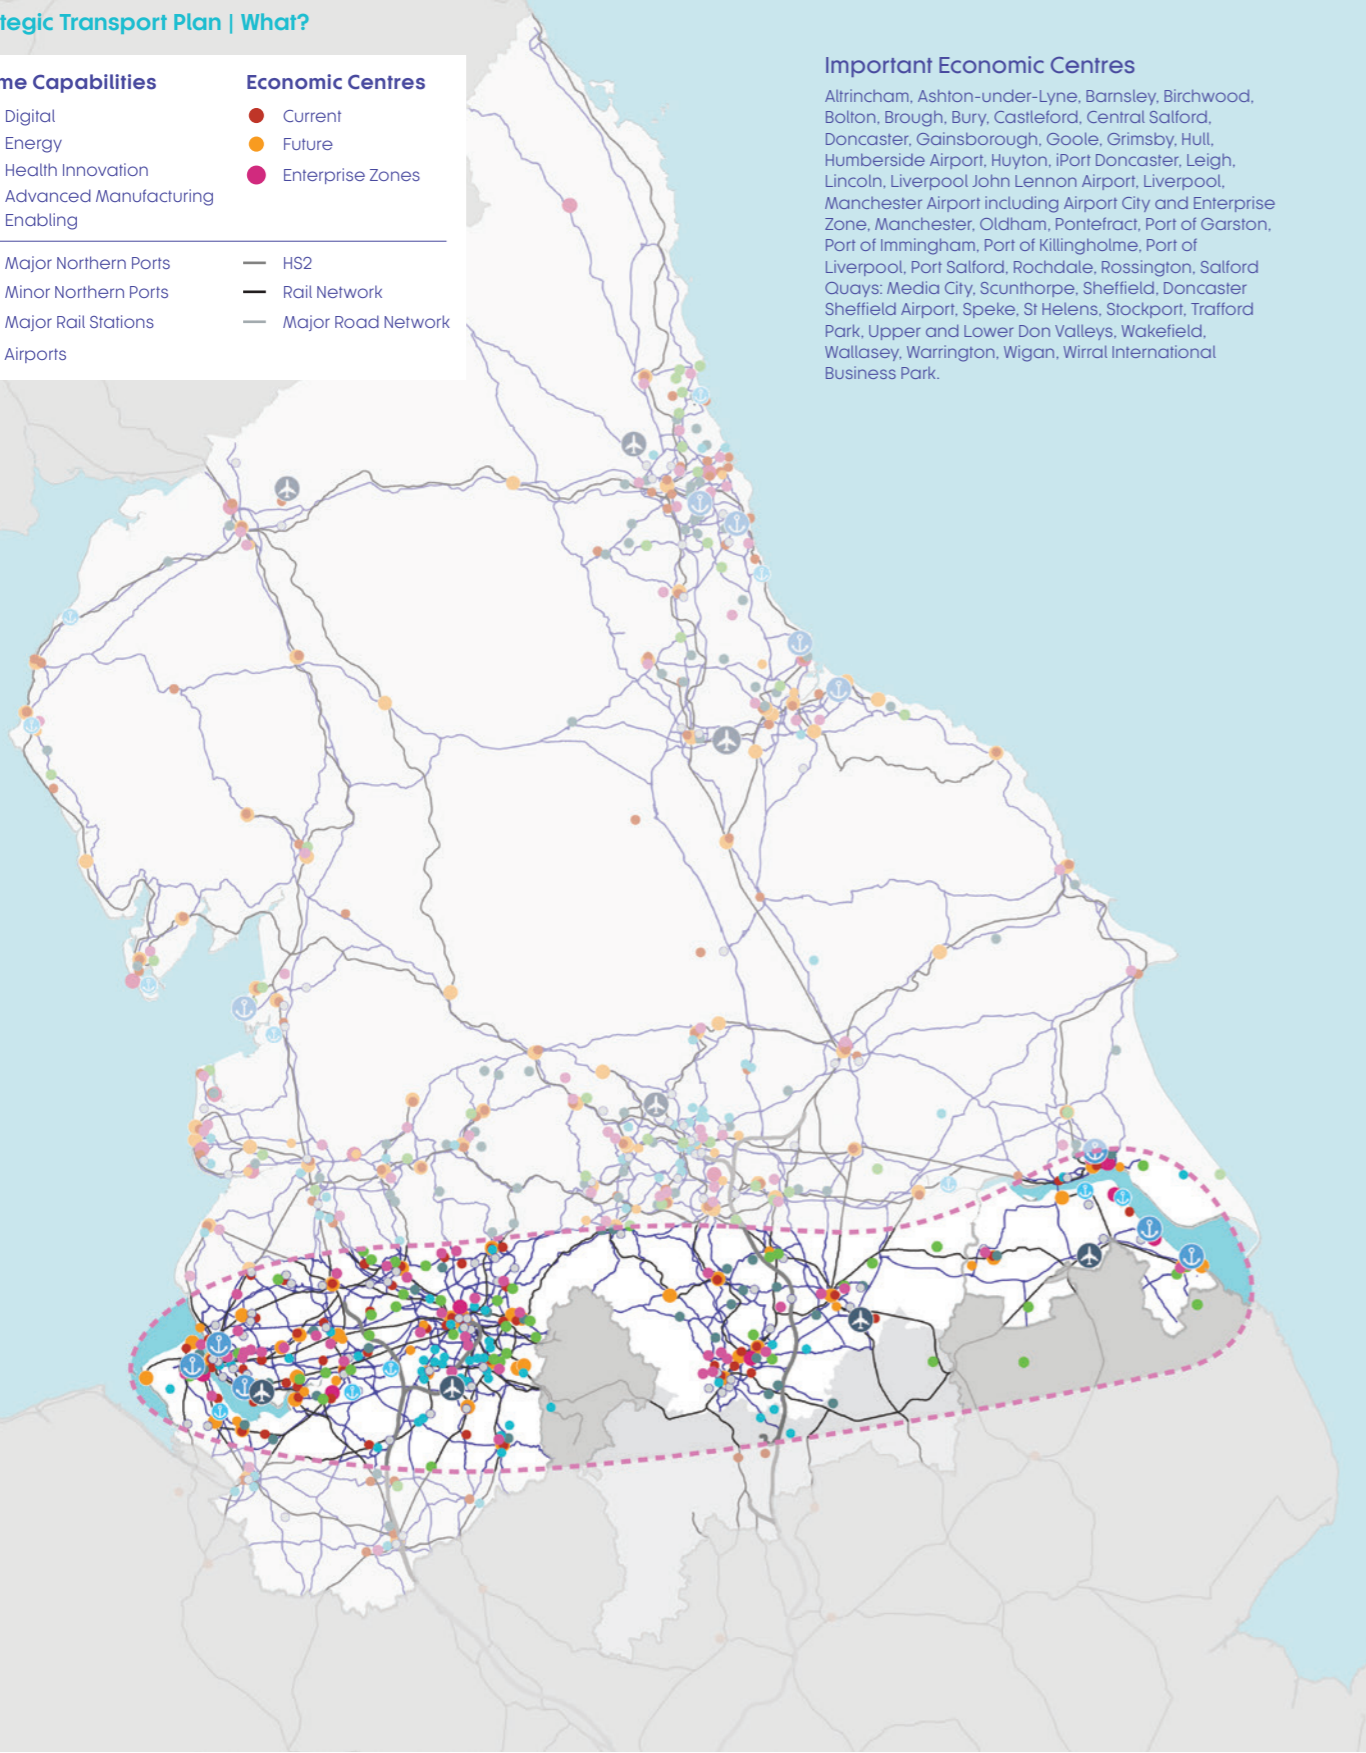 tegic Transport Plan | What?
me Capabilities
Digital
Energy
Health Innovation
Advanced Manufacturing
Enabling
Economic Centres
Current
Future
Enterprise Zones
Major Northern Ports
Minor Northern Ports
Major Rail Stations
Airports
HS2
Rail Network
Major Road Network
Important Economic Centres
Altrincham, Ashton-under-Lyne, Barnsley, Birchwood,
Bolton, Brough, Bury, Castleford, Central Salford,
Doncaster, Gainsborough, Goole, Grimsby, Hull,
Humberside Airport, Huyton, iPort Doncaster, Leigh,
Lincoln, Liverpool John Lennon Airport, Liverpool,
Manchester Airport including Airport City and Enterprise
Zone, Manchester, Oldham, Pontefract, Port of Garston,
Port of Immingham, Port of Killingholme, Port of
Liverpool, Port Salford, Rochdale, Rossington, Salford
Quays: Media City, Scunthorpe, Sheffield, Doncaster
Sheffield Airport, Speke, St Helens, Stockport, Trafford
Park, Upper and Lower Don Valleys, Wakefield,
Wallasey, Warrington, Wigan, Wirral International
Business Park.